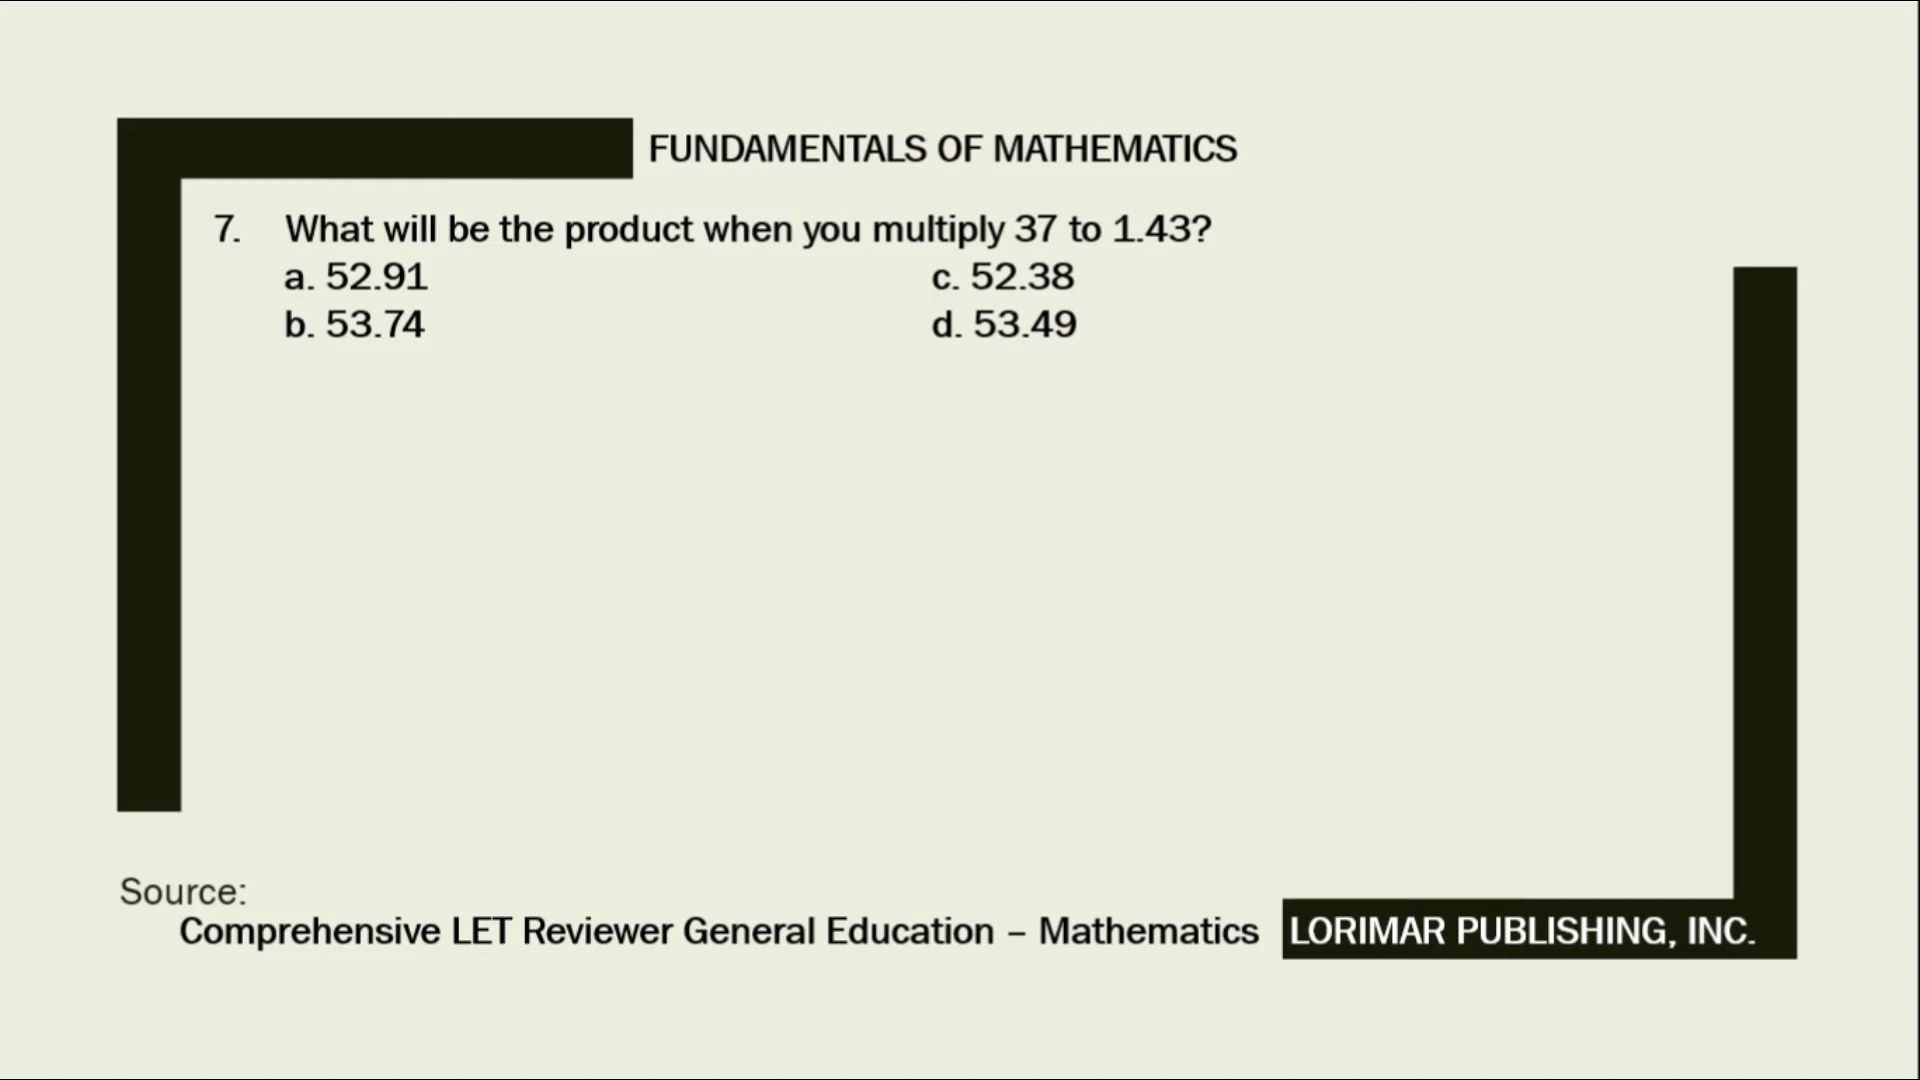 FUNDAMENTALS OF MATHEMATICS
7. What will be the product when you multiply 37 to 1.43?
a. 52.91 c. 52.38
b. 53.74 d. 53.49
Source:
Comprehensive LET Reviewer General Education – Mathematics LORIMAR PUBLISHING, INC.